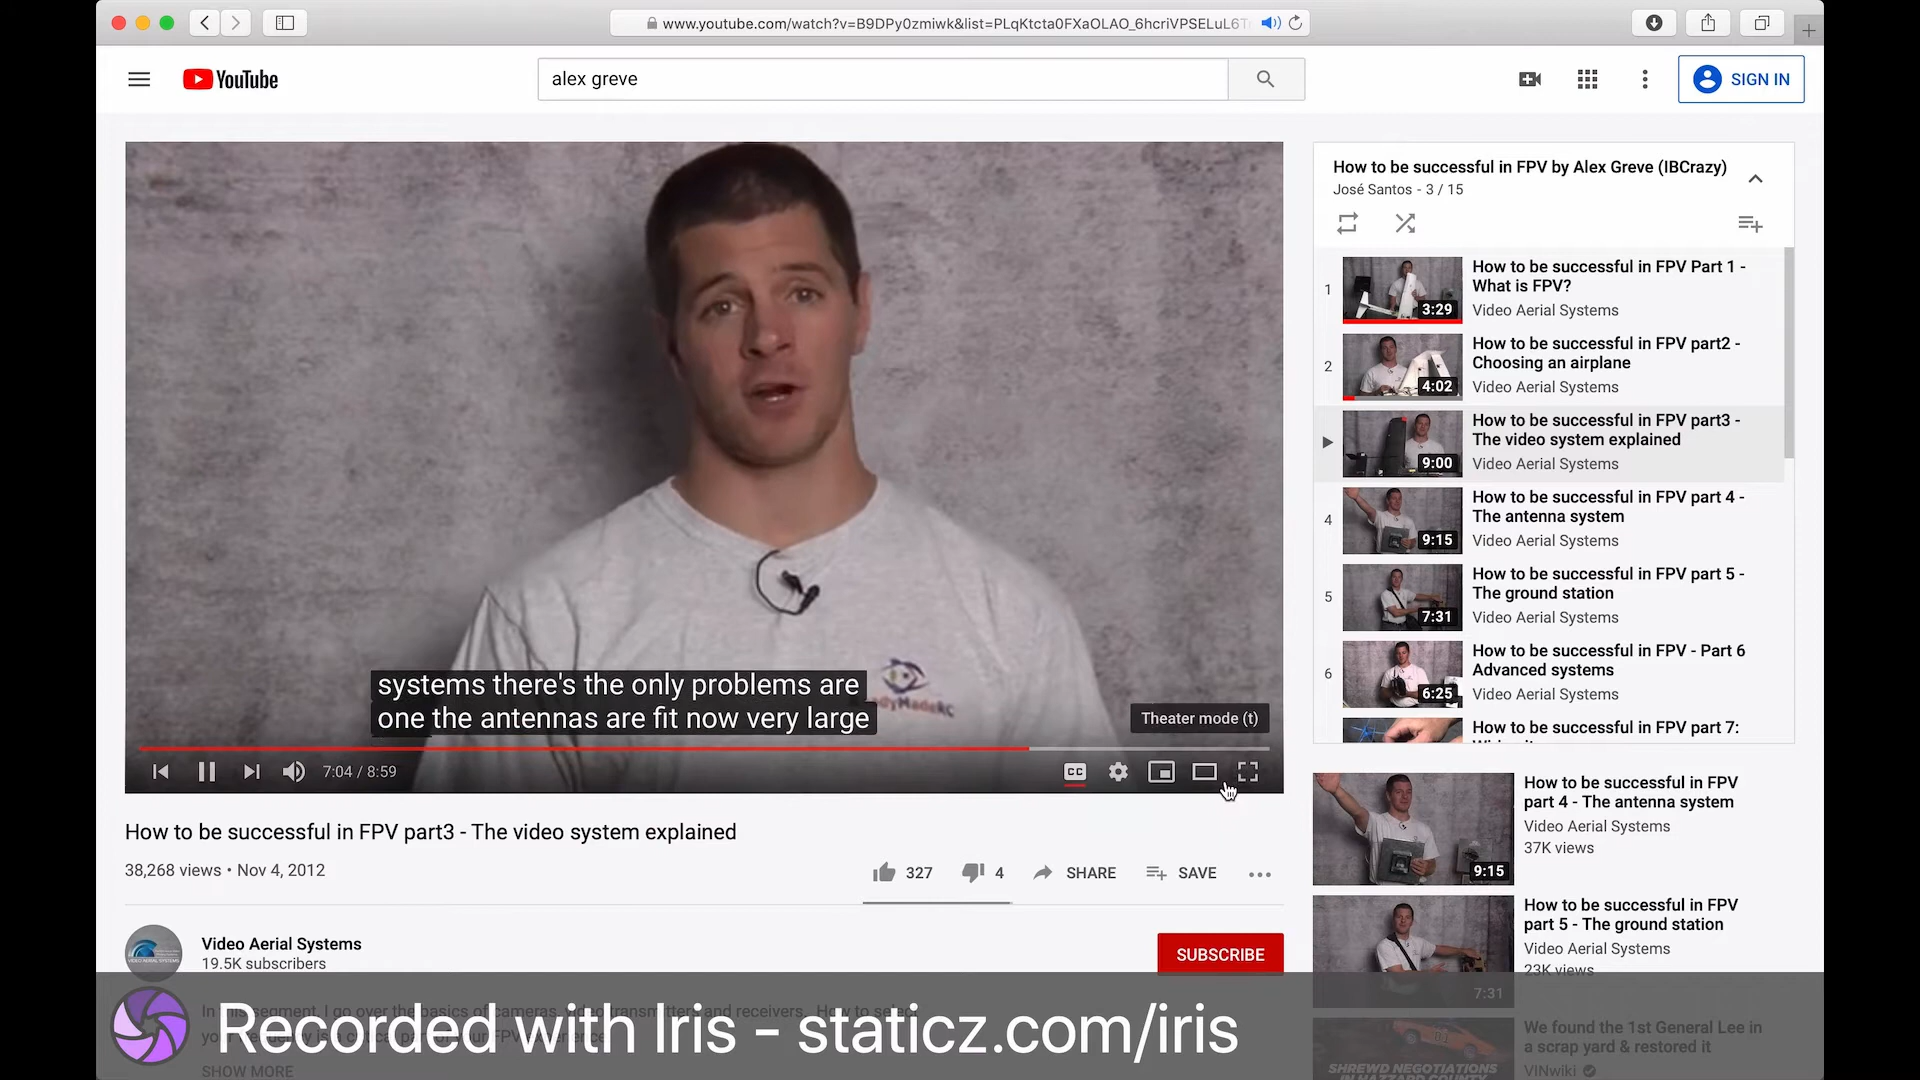 www.youtube.com/watch?v=B9DPy0zmiwk&list=PLqKtcta0FXaOLAO_6hcriVPSELuL6T
YouTube
alex greve
SIGN IN
systems there's the only problems are
one the antennas are fit now very large
Theater mode (t)
7:04 / 8:59
CC
How to be successful in FPV part3 - The video system explained
38,268 views • Nov 4, 2012
327
4
SHARE
SAVE
Video Aerial Systems
19.5K subscribers
SUBSCRIBE
SHOW MORE
How to be successful in FPV by Alex Greve (IBCrazy)
José Santos - 3 / 15
1
3:29
How to be successful in FPV Part 1 -
What is FPV?
Video Aerial Systems
2
4:02
How to be successful in FPV part2 -
Choosing an airplane
Video Aerial Systems
9:00
How to be successful in FPV part3 -
The video system explained
Video Aerial Systems
4
9:15
How to be successful in FPV part 4 -
The antenna system
Video Aerial Systems
5
7:31
How to be successful in FPV part 5 -
The ground station
Video Aerial Systems
6
6:25
How to be successful in FPV - Part 6
Advanced systems
Video Aerial Systems
How to be successful in FPV part 7:
9:15
How to be successful in FPV
part 4 - The antenna system
Video Aerial Systems
37K views
7:31
How to be successful in FPV
part 5 - The ground station
Video Aerial Systems
23K views
SHREWD NEGOTIATIONS
IN HAZZARD COUNTY
We found the 1st General Lee in
a scrap yard & restored it
VINwiki
Recorded with Iris - staticz.com/iris